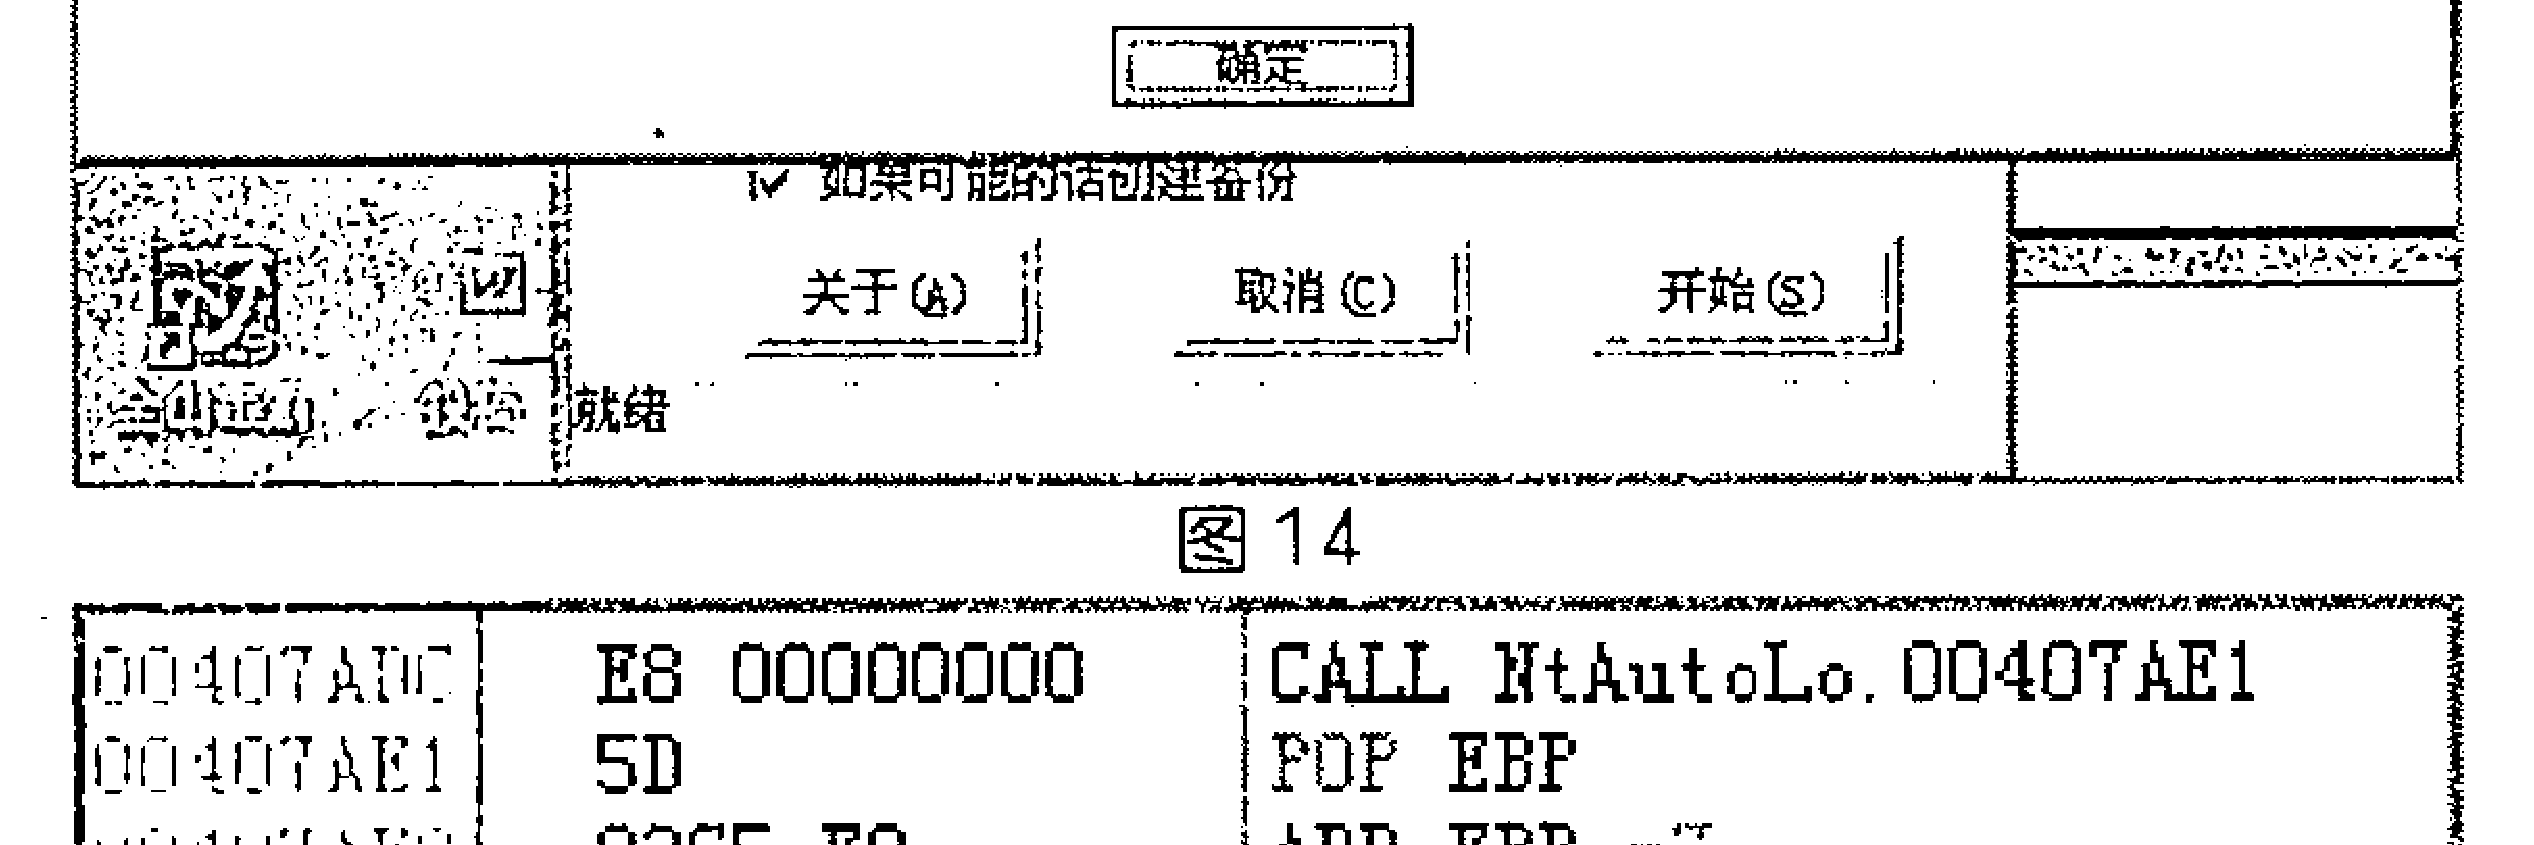 确定
如果可能的话创建备份
关于(A) 取消(C) 开始(S)
就绪
图 14
00407ADC E8 00000000 CALL NtAutoLo.00407AE1
00407AE1 5D POP EBP